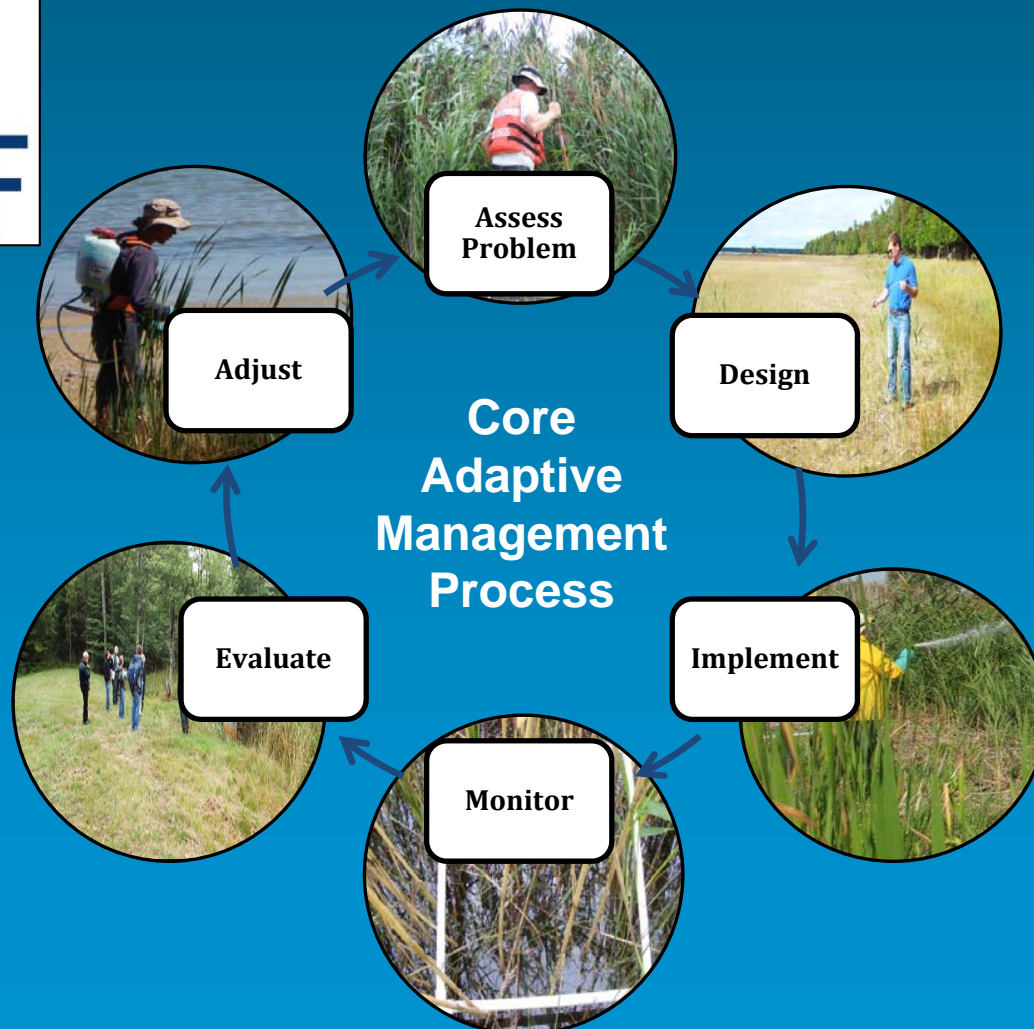 Assess
Problem
Design
Implement
Monitor
Evaluate
Adjust
Core
Adaptive
Management
Process